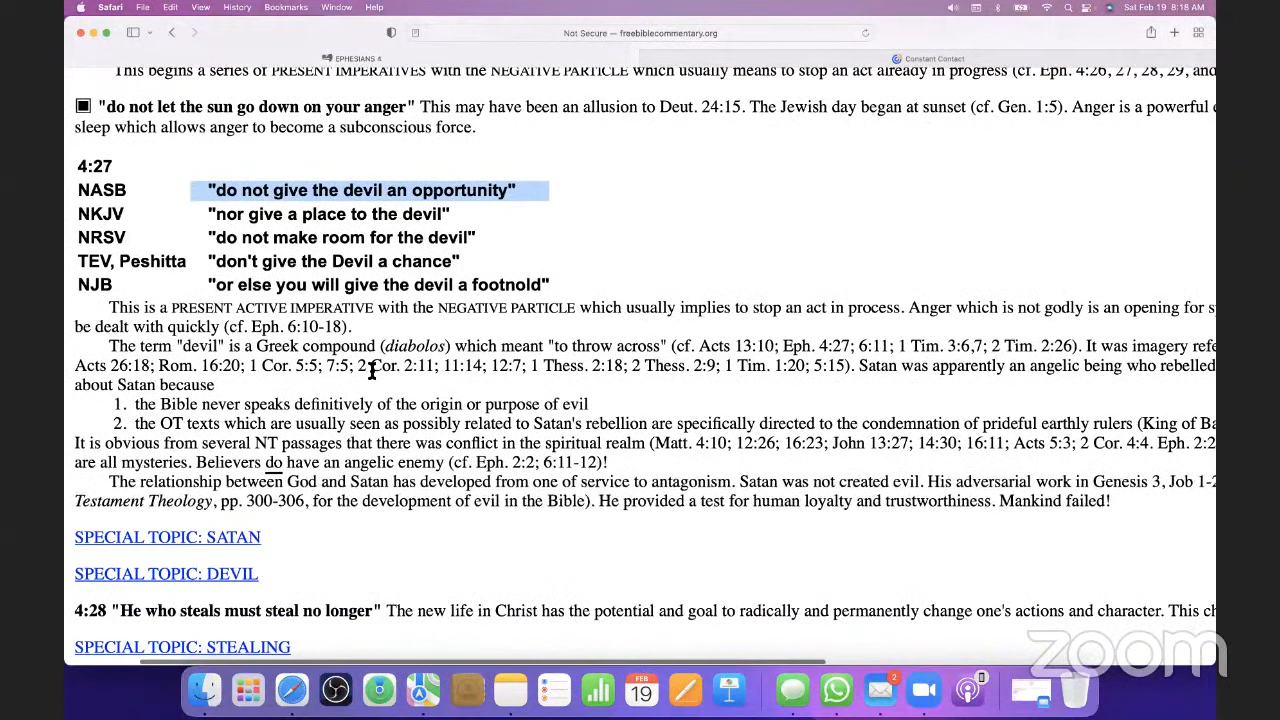 Safari File Edit View History Bookmarks Window Help Sat Feb 19 8:18 AM
Not Secure — freebiblecommentary.org
EPHESIANS 4 Constant Contact
This begins a series of PRESENT IMPERATIVES with the NEGATIVE PARTICLE which usually means to stop an act already in progress (cf. Eph. 4:26, 27, 28, 29, and
"do not let the sun go down on your anger" This may have been an allusion to Deut. 24:15. The Jewish day began at sunset (cf. Gen. 1:5). Anger is a powerful
sleep which allows anger to become a subconscious force.
4:27
NASB "do not give the devil an opportunity"
NKJV "nor give a place to the devil"
NRSV "do not make room for the devil"
TEV, Peshitta "don't give the Devil a chance"
NJB "or else you will give the devil a footnold"
This is a PRESENT ACTIVE IMPERATIVE with the NEGATIVE PARTICLE which usually implies to stop an act in process. Anger which is not godly is an opening for
be dealt with quickly (cf. Eph. 6:10-18).
The term "devil" is a Greek compound (diabolos) which meant "to throw across" (cf. Acts 13:10; Eph. 4:27; 6:11; 1 Tim. 3:6,7; 2 Tim. 2:26). It was imagery refe
Acts 26:18; Rom. 16:20; 1 Cor. 5:5; 7:5; 2 Cor. 2:11; 11:14; 12:7; 1 Thess. 2:18; 2 Thess. 2:9; 1 Tim. 1:20; 5:15). Satan was apparently an angelic being who rebelled
about Satan because
1. the Bible never speaks definitively of the origin or purpose of evil
2. the OT texts which are usually seen as possibly related to Satan's rebellion are specifically directed to the condemnation of prideful earthly rulers (King of Ba
It is obvious from several NT passages that there was conflict in the spiritual realm (Matt. 4:10; 12:26; 16:23; John 13:27; 14:30; 16:11; Acts 5:3; 2 Cor. 4:4. Eph. 2:2
are all mysteries. Believers do have an angelic enemy (cf. Eph. 2:2; 6:11-12)!
The relationship between God and Satan has developed from one of service to antagonism. Satan was not created evil. His adversarial work in Genesis 3, Job 1-2
Testament Theology, pp. 300-306, for the development of evil in the Bible). He provided a test for human loyalty and trustworthiness. Mankind failed!
SPECIAL TOPIC: SATAN
SPECIAL TOPIC: DEVIL
4:28 "He who steals must steal no longer" The new life in Christ has the potential and goal to radically and permanently change one's actions and character. This ch
SPECIAL TOPIC: STEALING
zoom
FEB
19
2